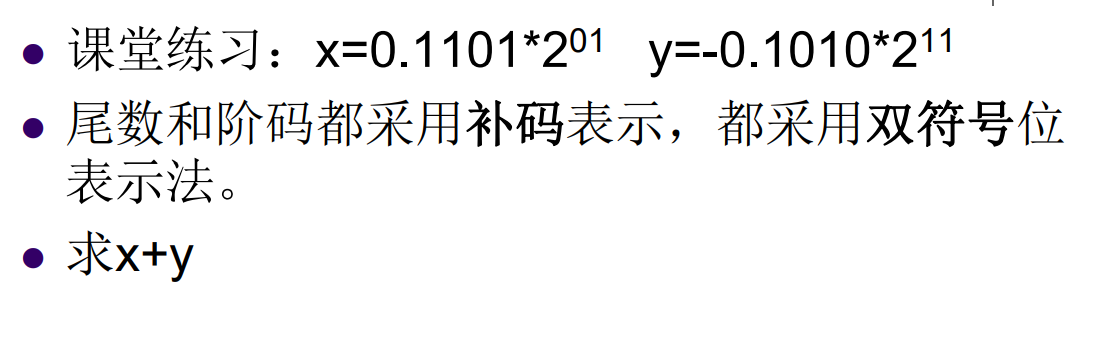 ● 课堂练习：x=0.1101*2⁰¹ y=-0.1010*2¹¹
● 尾数和阶码都采用补码表示，都采用双符号位
表示法。
● 求x+y